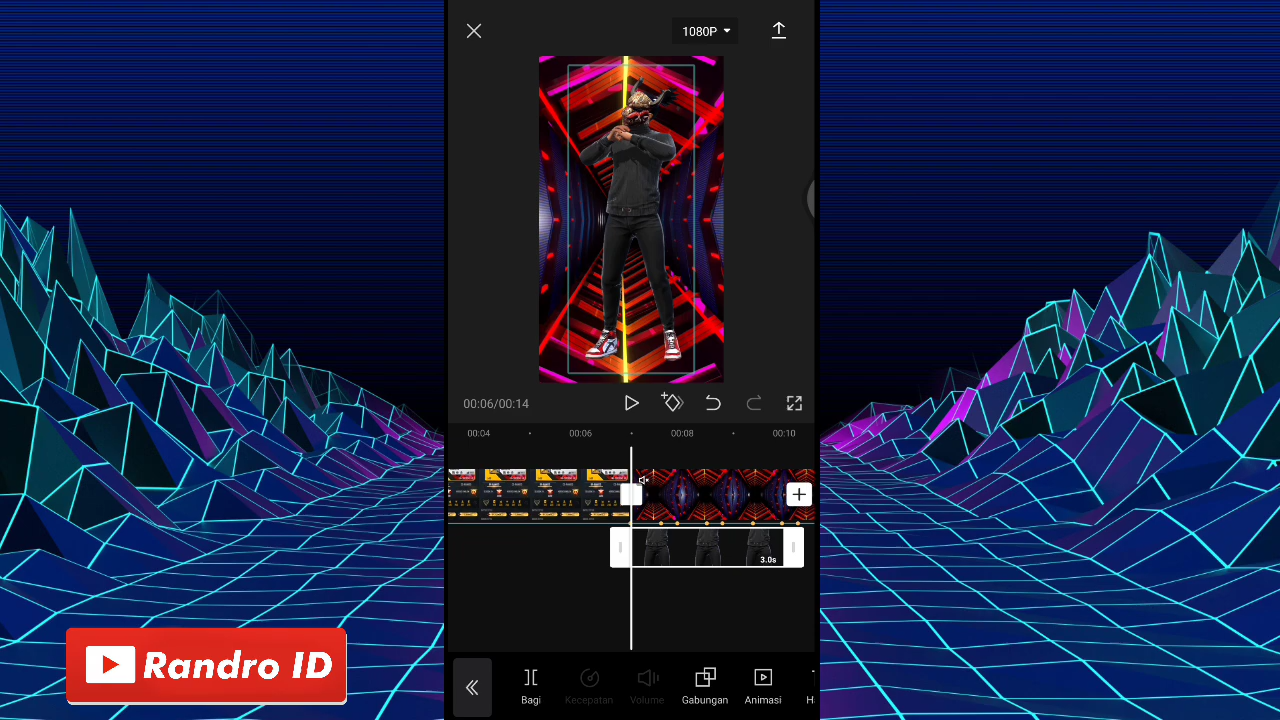 1080P
00:06/00:14
00:04
00:06
00:08
00:10
3.0s
Bagi
Kecepatan
Volume
Gabungan
Animasi
Randro ID